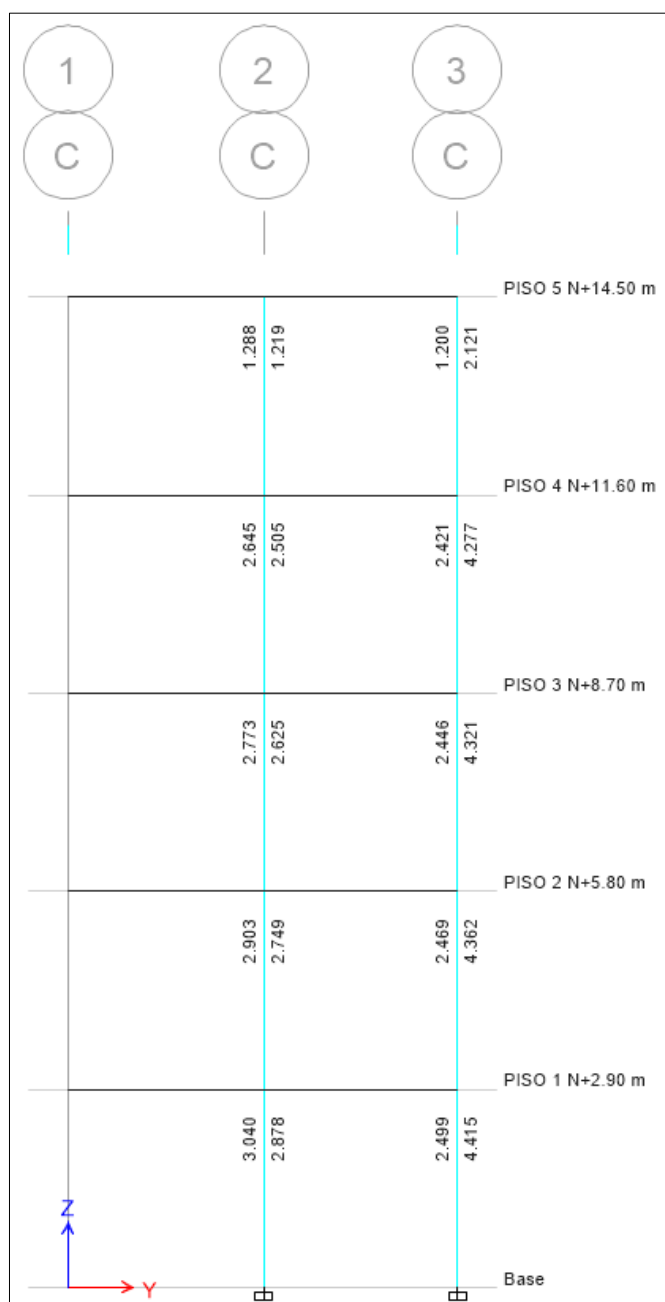 1 2 3
C C C
PISO 5 N+14.50 m
1.288 1.219 1.200 2.121
PISO 4 N+11.60 m
2.645 2.505 2.421 4.277
PISO 3 N+8.70 m
2.773 2.625 2.446 4.321
PISO 2 N+5.80 m
2.903 2.749 2.469 4.362
PISO 1 N+2.90 m
3.040 2.878 2.499 4.415
Z
Y
Base